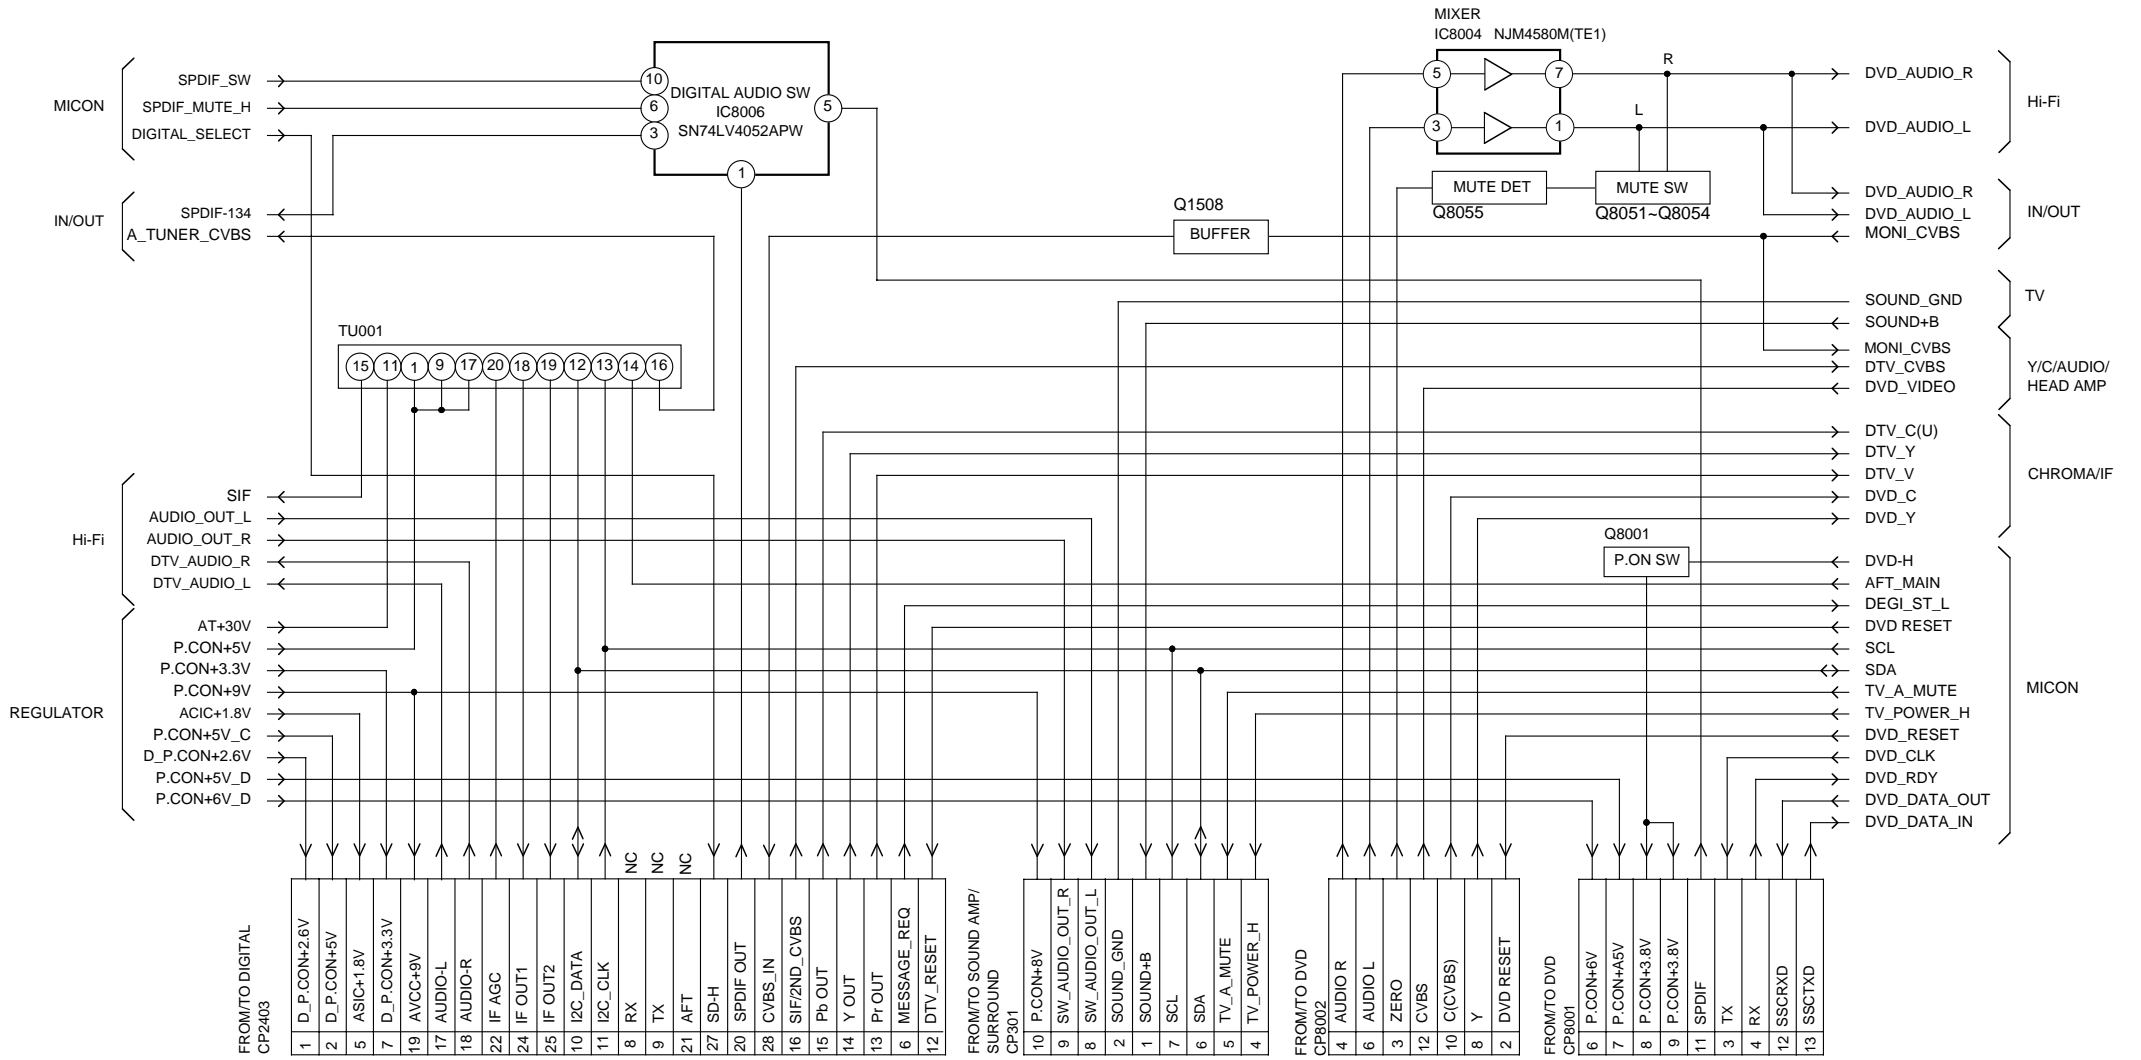 MIXER
IC8004 NJM4580M(TE1)
MICON
SPDIF_SW
SPDIF_MUTE_H
DIGITAL_SELECT
10
6
3
DIGITAL AUDIO SW
IC8006
SN74LV4052APW
5
1
5
7
3
1
R
L
DVD_AUDIO_R
DVD_AUDIO_L
Hi-Fi
MUTE DET
Q8055
MUTE SW
Q8051~Q8054
IN/OUT
SPDIF-134
A_TUNER_CVBS
Q1508
BUFFER
DVD_AUDIO_R
DVD_AUDIO_L
MONI_CVBS
IN/OUT
SOUND_GND
TV
SOUND+B
MONI_CVBS
DTV_CVBS
DVD_VIDEO
Y/C/AUDIO/
HEAD AMP
TU001
15
11
1
9
17
20
18
19
12
13
14
16
DTV_C(U)
DTV_Y
DTV_V
DVD_C
DVD_Y
CHROMA/IF
Hi-Fi
SIF
AUDIO_OUT_L
AUDIO_OUT_R
DTV_AUDIO_R
DTV_AUDIO_L
Q8001
P.ON SW
REGULATOR
AT+30V
P.CON+5V
P.CON+3.3V
P.CON+9V
ACIC+1.8V
P.CON+5V_C
D_P.CON+2.6V
P.CON+5V_D
P.CON+6V_D
DVD-H
AFT_MAIN
DEGI_ST_L
DVD RESET
SCL
SDA
TV_A_MUTE
TV_POWER_H
DVD_RESET
DVD_CLK
DVD_RDY
DVD_DATA_OUT
DVD_DATA_IN
MICON
NC
NC
NC
FROM/TO DIGITAL
CP2403
1 D_P.CON+2.6V
2 D_P.CON+5V
5 ASIC+1.8V
7 D_P.CON+3.3V
19 AVCC+9V
17 AUDIO-L
18 AUDIO-R
22 IF AGC
24 IF OUT1
25 IF OUT2
10 I2C_DATA
11 I2C_CLK
8 RX
9 TX
21 AFT
27 SD-H
20 SPDIF OUT
28 CVBS_IN
16 SIF/2ND_CVBS
15 Pb OUT
14 Y OUT
13 Pr OUT
6 MESSAGE_REQ
12 DTV_RESET
FROM/TO SOUND AMP/
SURROUND
CP301
10 P.CON+8V
9 SW_AUDIO_OUT_R
8 SW_AUDIO_OUT_L
2 SOUND_GND
1 SOUND+B
7 SCL
6 SDA
5 TV_A_MUTE
4 TV_POWER_H
FROM/TO DVD
CP8002
4 AUDIO R
6 AUDIO L
3 ZERO
12 CVBS
10 C(CVBS)
8 Y
2 DVD RESET
FROM/TO DVD
CP8001
6 P.CON+6V
7 P.CON+A5V
8 P.CON+3.8V
9 P.CON+3.8V
11 SPDIF
3 TX
4 RX
12 SSCRXD
13 SSCTXD